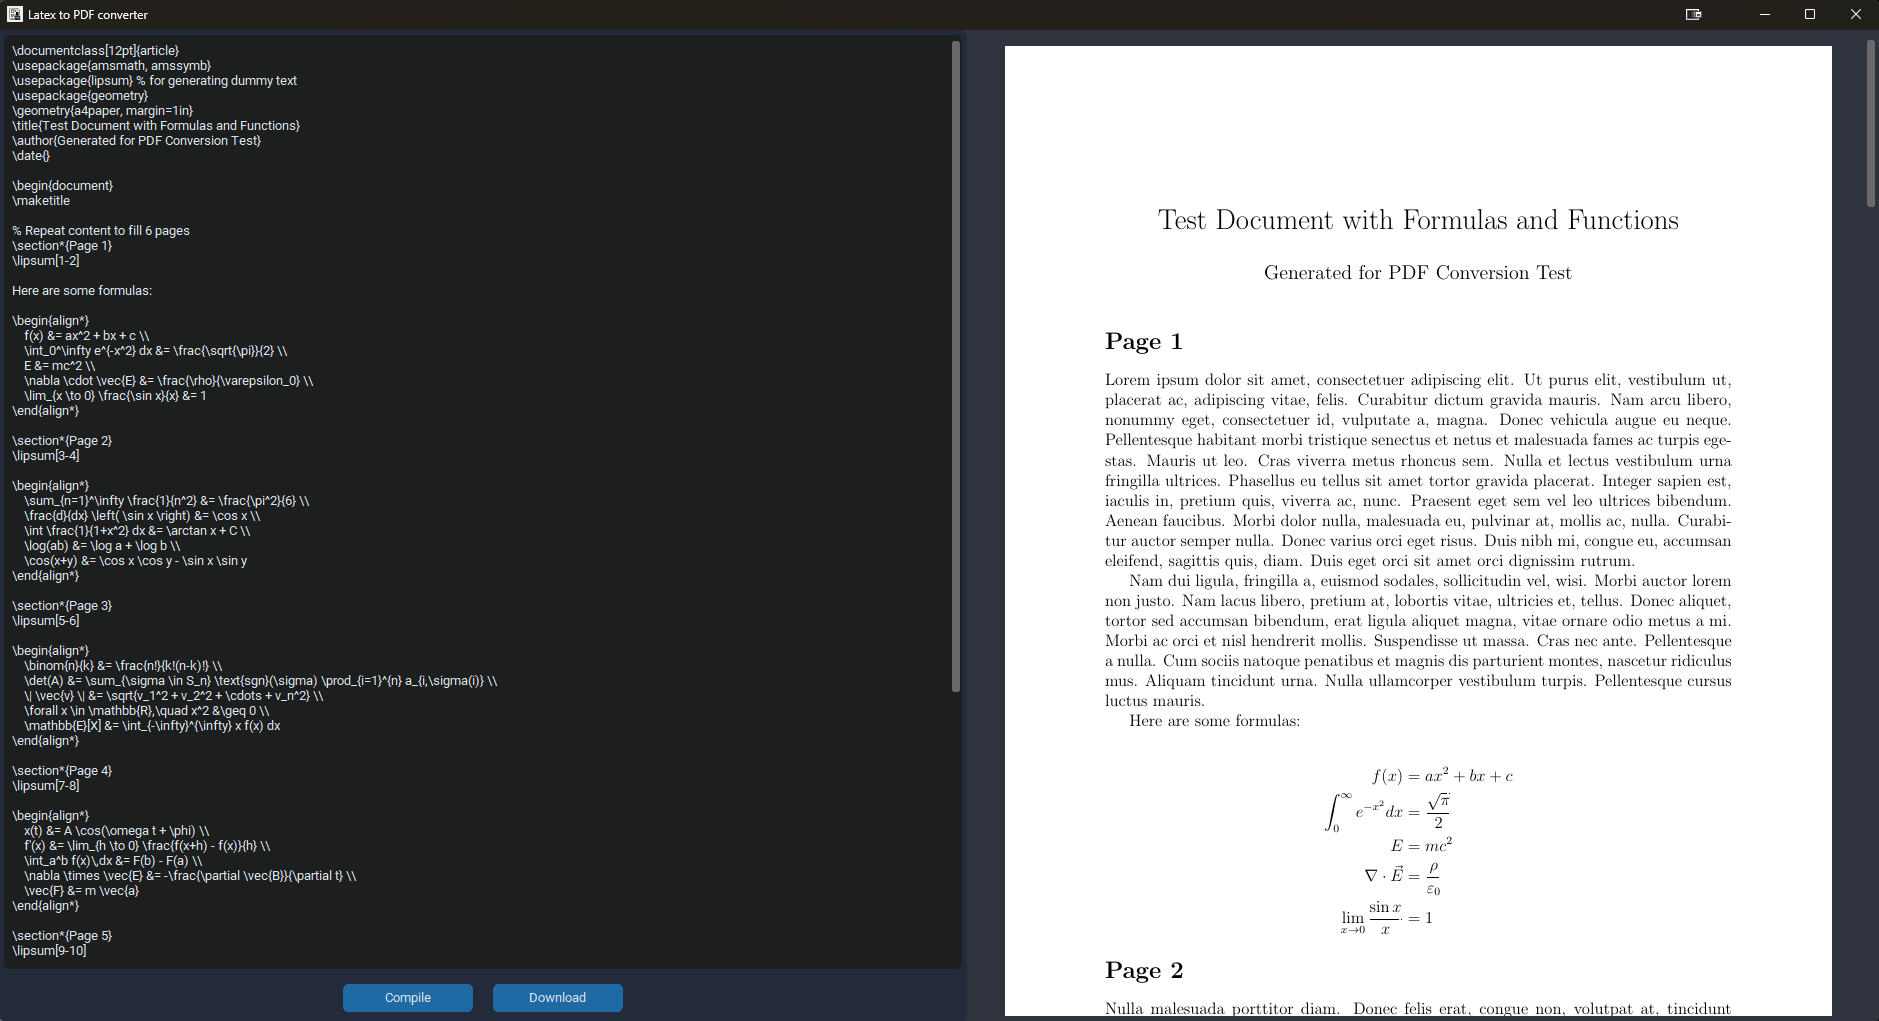 Latex to PDF converter
\documentclass[12pt]{article}
\usepackage{amsmath, amssymb}
\usepackage{lipsum} % for generating dummy text
\usepackage{geometry}
\geometry{a4paper, margin=1in}
\title{Test Document with Formulas and Functions}
\author{Generated for PDF Conversion Test}
\date{}
\begin{document}
\maketitle
% Repeat content to fill 6 pages
\section*{Page 1}
\lipsum[1-2]
Here are some formulas:
\begin{align*}
f(x) &= ax^2 + bx + c \\
\int_0^\infty e^{-x^2} dx &= \frac{\sqrt{\pi}}{2} \\
E &= mc^2 \\
\nabla \cdot \vec{E} &= \frac{\rho}{\varepsilon_0} \\
\lim_{x \to 0} \frac{\sin x}{x} &= 1
\end{align*}
\section*{Page 2}
\lipsum[3-4]
\begin{align*}
\sum_{n=1}^\infty \frac{1}{n^2} &= \frac{\pi^2}{6} \\
\frac{d}{dx} \left( \sin x \right) &= \cos x \\
\int \frac{1}{1+x^2} dx &= \arctan x + C \\
\log(ab) &= \log a + \log b \\
\cos(x+y) &= \cos x \cos y - \sin x \sin y
\end{align*}
\section*{Page 3}
\lipsum[5-6]
\begin{align*}
\binom{n}{k} &= \frac{n!}{k!(n-k)!} \\
\det(A) &= \sum_{\sigma \in S_n} \text{sgn}(\sigma) \prod_{i=1}^{n} a_{i,\sigma(i)} \\
\| \vec{v} \| &= \sqrt{v_1^2 + v_2^2 + \cdots + v_n^2} \\
\forall x \in \mathbb{R},\quad x^2 &\geq 0 \\
\mathbb{E}[X] &= \int_{-\infty}^{\infty} x f(x) dx
\end{align*}
\section*{Page 4}
\lipsum[7-8]
\begin{align*}
x(t) &= A \cos(\omega t + \phi) \\
f'(x) &= \lim_{h \to 0} \frac{f(x+h) - f(x)}{h} \\
\int_a^b f(x)\,dx &= F(b) - F(a) \\
\nabla \times \vec{E} &= -\frac{\partial \vec{B}}{\partial t} \\
\vec{F} &= m \vec{a}
\end{align*}
\section*{Page 5}
\lipsum[9-10]
Compile
Download
Test Document with Formulas and Functions
Generated for PDF Conversion Test
Page 1
Lorem ipsum dolor sit amet, consectetuer adipiscing elit. Ut purus elit, vestibulum ut,
placerat ac, adipiscing vitae, felis. Curabitur dictum gravida mauris. Nam arcu libero,
nonummy eget, consectetuer id, vulputate a, magna. Donec vehicula augue eu neque.
Pellentesque habitant morbi tristique senectus et netus et malesuada fames ac turpis ege-
stas. Mauris ut leo. Cras viverra metus rhoncus sem. Nulla et lectus vestibulum urna
fringilla ultrices. Phasellus eu tellus sit amet tortor gravida placerat. Integer sapien est,
iaculis in, pretium quis, viverra ac, nunc. Praesent eget sem vel leo ultrices bibendum.
Aenean faucibus. Morbi dolor nulla, malesuada eu, pulvinar at, mollis ac, nulla. Curabi-
tur auctor semper nulla. Donec varius orci eget risus. Duis nibh mi, congue eu, accumsan
eleifend, sagittis quis, diam. Duis eget orci sit amet orci dignissim rutrum.
Nam dui ligula, fringilla a, euismod sodales, sollicitudin vel, wisi. Morbi auctor lorem
non justo. Nam lacus libero, pretium at, lobortis vitae, ultricies et, tellus. Donec aliquet,
tortor sed accumsan bibendum, erat ligula aliquet magna, vitae ornare odio metus a mi.
Morbi ac orci et nisl hendrerit mollis. Suspendisse ut massa. Cras nec ante. Pellentesque
a nulla. Cum sociis natoque penatibus et magnis dis parturient montes, nascetur ridiculus
mus. Aliquam tincidunt urna. Nulla ullamcorper vestibulum turpis. Pellentesque cursus
luctus mauris.
Here are some formulas:
f(x) = ax² + bx + c
∫₀^∞ e^{-x²} dx = √π/2
E = mc²
∇ · E⃗ = ρ/ε₀
lim_{x→0} sin x/x = 1
Page 2
Nulla malesuada porttitor diam. Donec felis erat, congue non, volutpat at, tincidunt